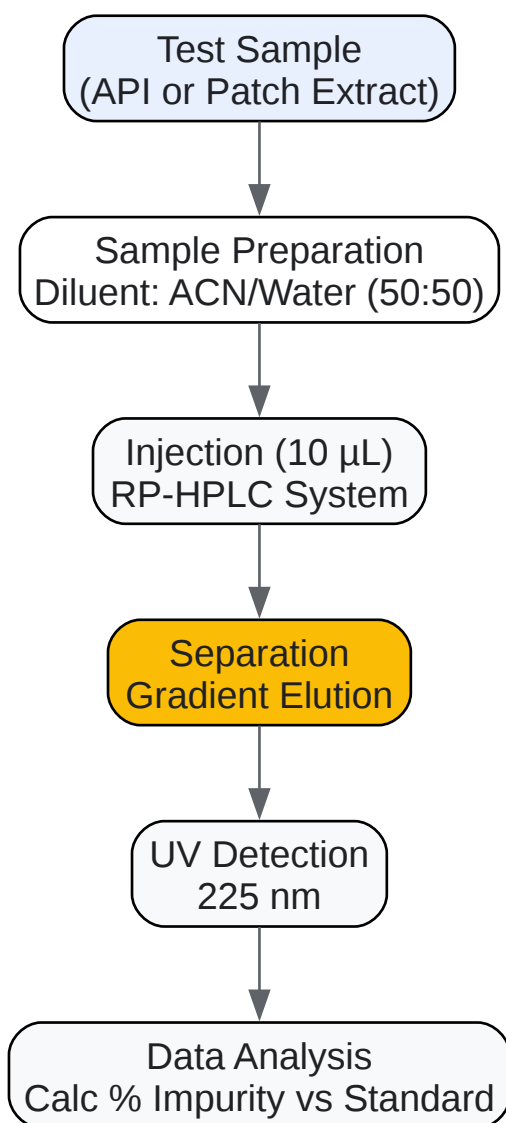 Test Sample
(API or Patch Extract)
Sample Preparation
Diluent: ACN/Water (50:50)
Injection (10 µL)
RP-HPLC System
Separation
Gradient Elution
UV Detection
225 nm
Data Analysis
Calc % Impurity vs Standard